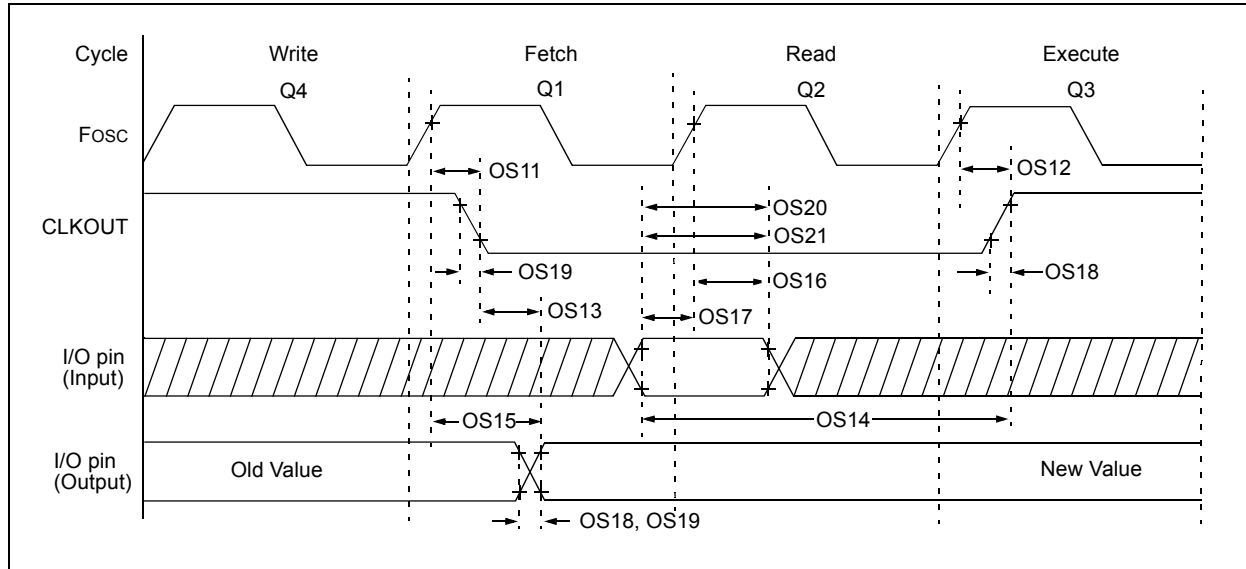 Cycle Write Fetch Read Execute
Q4 Q1 Q2 Q3
FOSC
OS11 OS12
CLKOUT
OS20
OS21
OS19 OS16 OS18
OS13 OS17
I/O pin
(Input)
OS15 OS14
I/O pin
(Output)
Old Value New Value
OS18, OS19